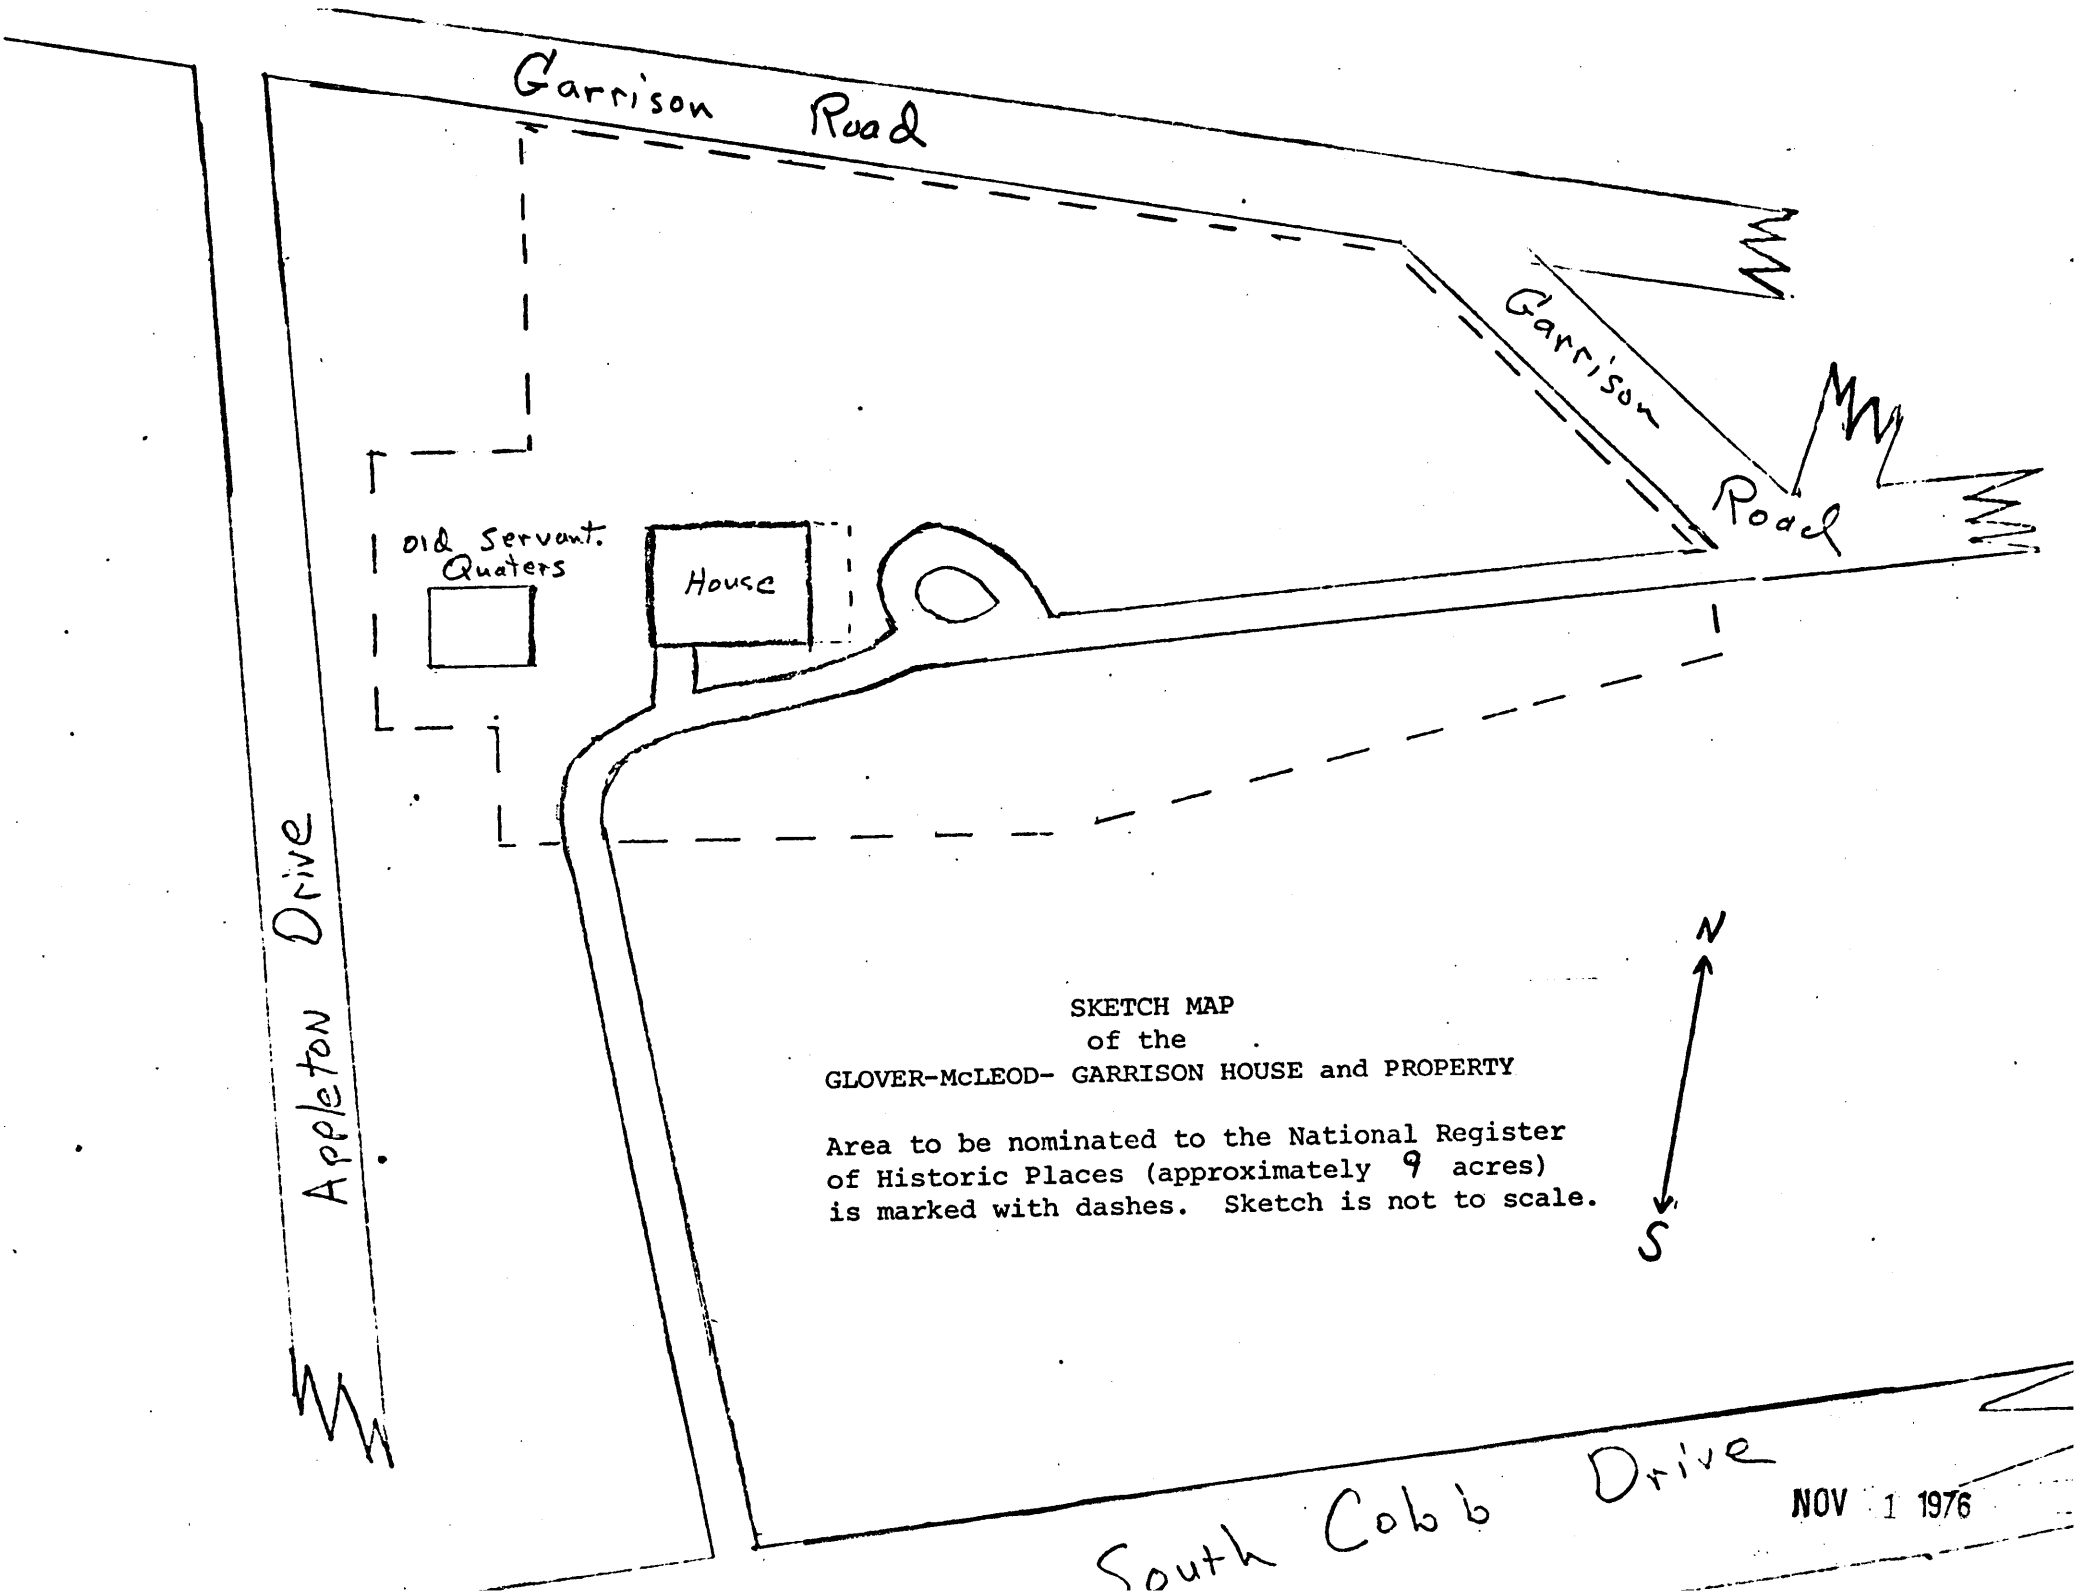 Garrison Road
Garrison
Road
old Servant.
Quaters
House
Appleton Drive
N
SKETCH MAP
of the
GLOVER-McLEOD- GARRISON HOUSE and PROPERTY
Area to be nominated to the National Register
of Historic Places (approximately 9 acres)
is marked with dashes. Sketch is not to scale.
S
South Cobb Drive
NOV 1 1976